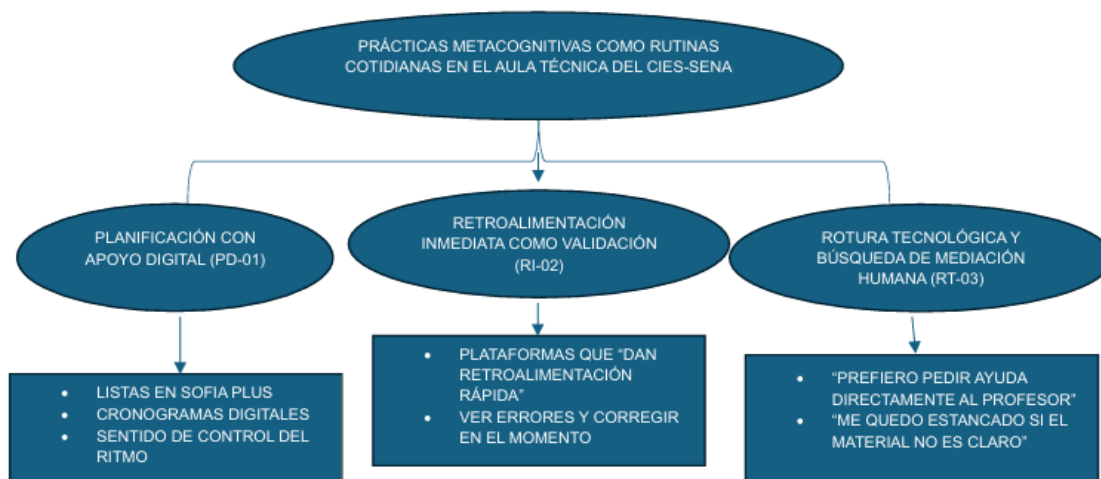 PRÁCTICAS METACOGNITIVAS COMO RUTINAS
COTIDIANAS EN EL AULA TÉCNICA DEL CIES-SENA
PLANIFICACIÓN CON
APOYO DIGITAL (PD-01)
RETROALIMENTACIÓN
INMEDIATA COMO VALIDACIÓN
(RI-02)
ROTURA TECNOLÓGICA Y
BÚSQUEDA DE MEDIACIÓN
HUMANA (RT-03)
• LISTAS EN SOFIA PLUS
• CRONOGRAMAS DIGITALES
• SENTIDO DE CONTROL DEL
RITMO
• PLATAFORMAS QUE “DAN
RETROALIMENTACIÓN
RÁPIDA”
• VER ERRORES Y CORREGIR
EN EL MOMENTO
• “PREFIERO PEDIR AYUDA
DIRECTAMENTE AL PROFESOR”
• “ME QUEDO ESTANCADO SI EL
MATERIAL NO ES CLARO”